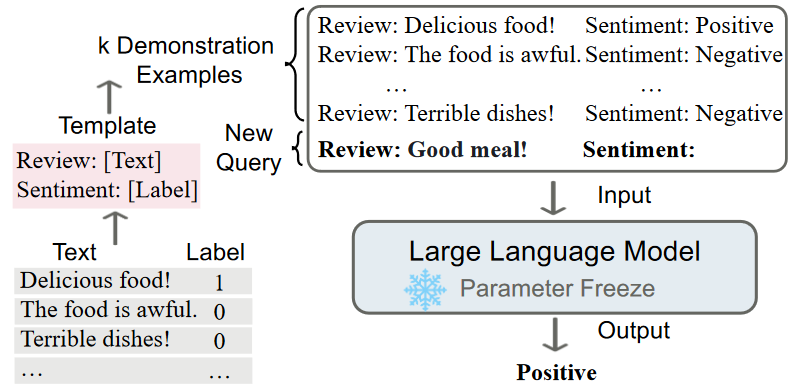 k Demonstration
Examples
Review: Delicious food! Sentiment: Positive
Review: The food is awful. Sentiment: Negative
... ...
Review: Terrible dishes! Sentiment: Negative
New
Query
Review: Good meal! Sentiment:
Template
Review: [Text]
Sentiment: [Label]
Text Label
Delicious food! 1
The food is awful. 0
Terrible dishes! 0
... ...
Input
Large Language Model
Parameter Freeze
Output
Positive